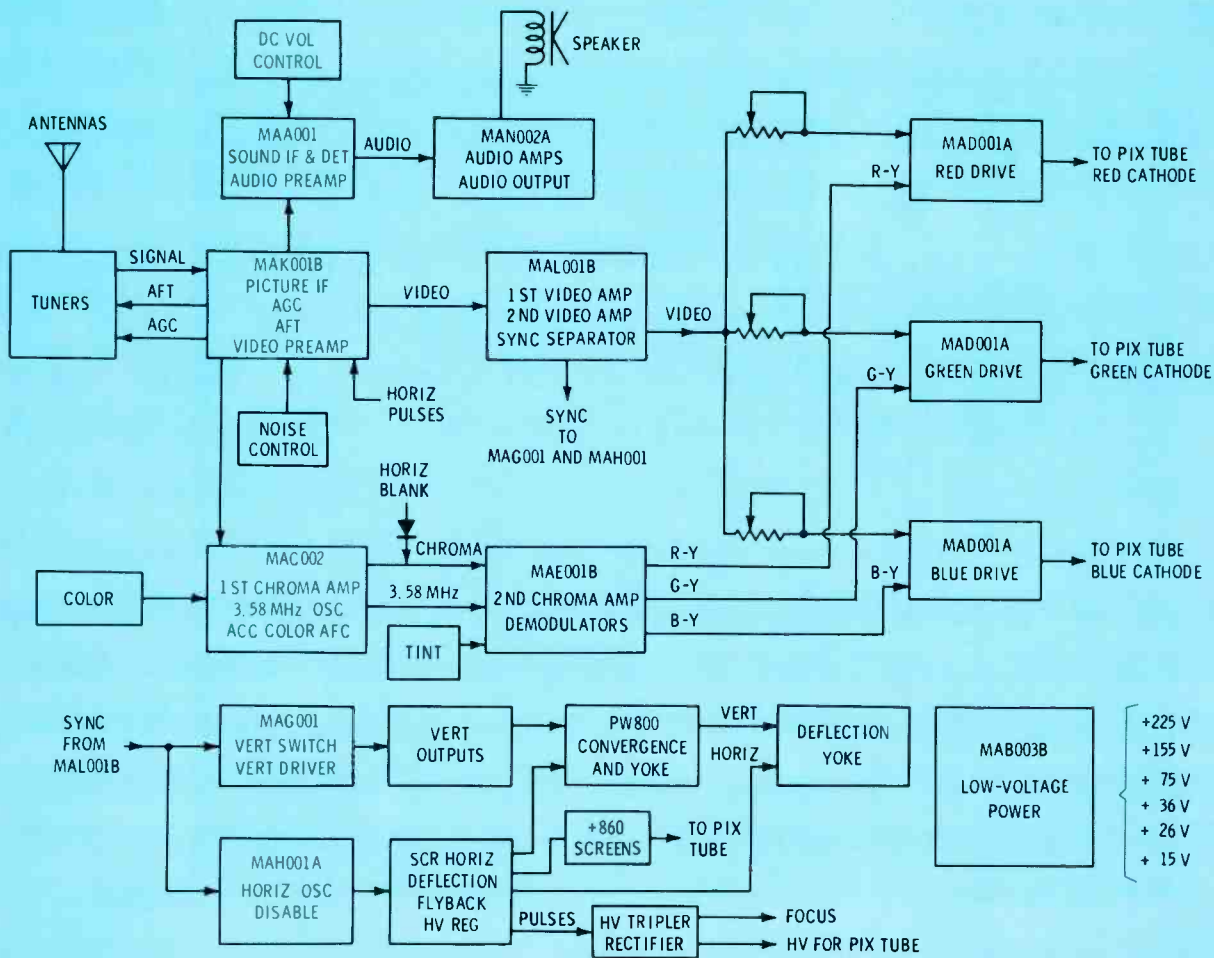 DC VOL
CONTROL
SPEAKER
ANTENNAS
MAA001
SOUND IF & DET
AUDIO PREAMP
AUDIO
MAN002A
AUDIO AMPS
AUDIO OUTPUT
MAD001A
RED DRIVE
TO PIX TUBE
RED CATHODE
R-Y
TUNERS
SIGNAL
AFT
AGC
MAK001B
PICTURE IF
AGC
AFT
VIDEO PREAMP
VIDEO
MAL001B
1ST VIDEO AMP
2ND VIDEO AMP
SYNC SEPARATOR
VIDEO
MAD001A
GREEN DRIVE
TO PIX TUBE
GREEN CATHODE
G-Y
NOISE
CONTROL
HORIZ
PULSES
SYNC
TO
MAG001 AND MAH001
HORIZ
BLANK
COLOR
MAC002
1ST CHROMA AMP
3.58 MHz OSC
ACC COLOR AFC
CHROMA
3.58 MHz
TINT
MAE001B
2ND CHROMA AMP
DEMODULATORS
R-Y
G-Y
B-Y
B-Y
MAD001A
BLUE DRIVE
TO PIX TUBE
BLUE CATHODE
SYNC
FROM
MAL001B
MAG001
VERT SWITCH
VERT DRIVER
VERT
OUTPUTS
PW800
CONVERGENCE
AND YOKE
VERT
HORIZ
DEFLECTION
YOKE
MAB003B
LOW-VOLTAGE
POWER
+225 V
+155 V
+ 75 V
+ 36 V
+ 26 V
+ 15 V
MAH001A
HORIZ OSC
DISABLE
SCR HORIZ
DEFLECTION
FLYBACK
HV REG
+860
SCREENS
TO PIX
TUBE
PULSES
HV TRIPLER
RECTIFIER
FOCUS
HV FOR PIX TUBE